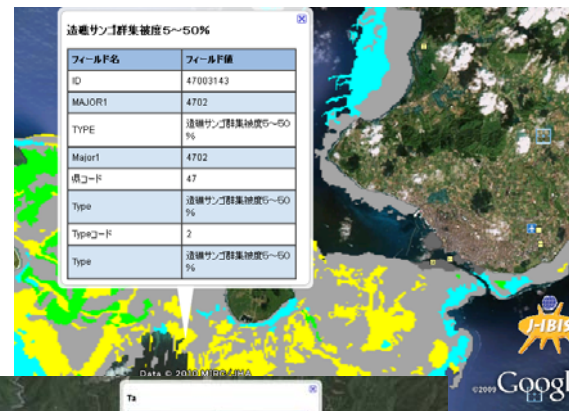 造礁サンゴ群集被度5～50%
フィールド名 フィールド値
ID 47003143
MAJOR1 4702
TYPE 造礁サンゴ群集被度5～50
%
Major1 4702
県コード 47
Type 造礁サンゴ群集被度5～50
%
Typeコード 2
Type 造礁サンゴ群集被度5～50
%
J-IBIS
Data © 2010 MIRC/JHA
©2009 Google
Ta